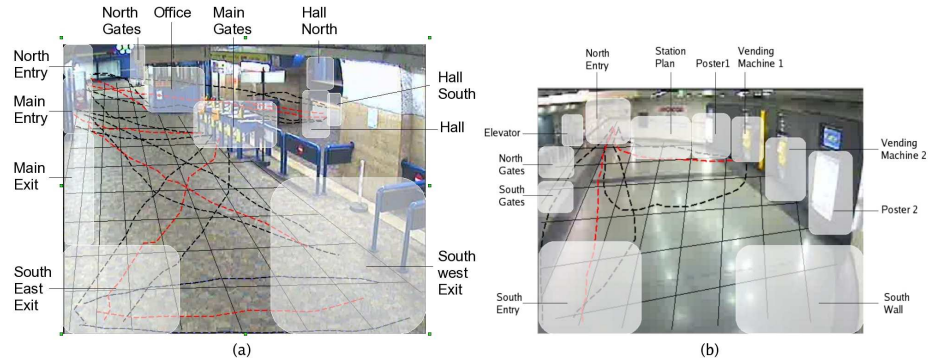 North
Gates
Office
Main
Gates
Hall
North
North
Entry
Main
Entry
Main
Exit
South
East
Exit
Hall
South
Hall
South
west
Exit
(a)
North
Entry
Station
Plan
Poster1
Vending
Machine 1
Elevator
North
Gates
South
Gates
South
Entry
Vending
Machine 2
Poster 2
South
Wall
(b)